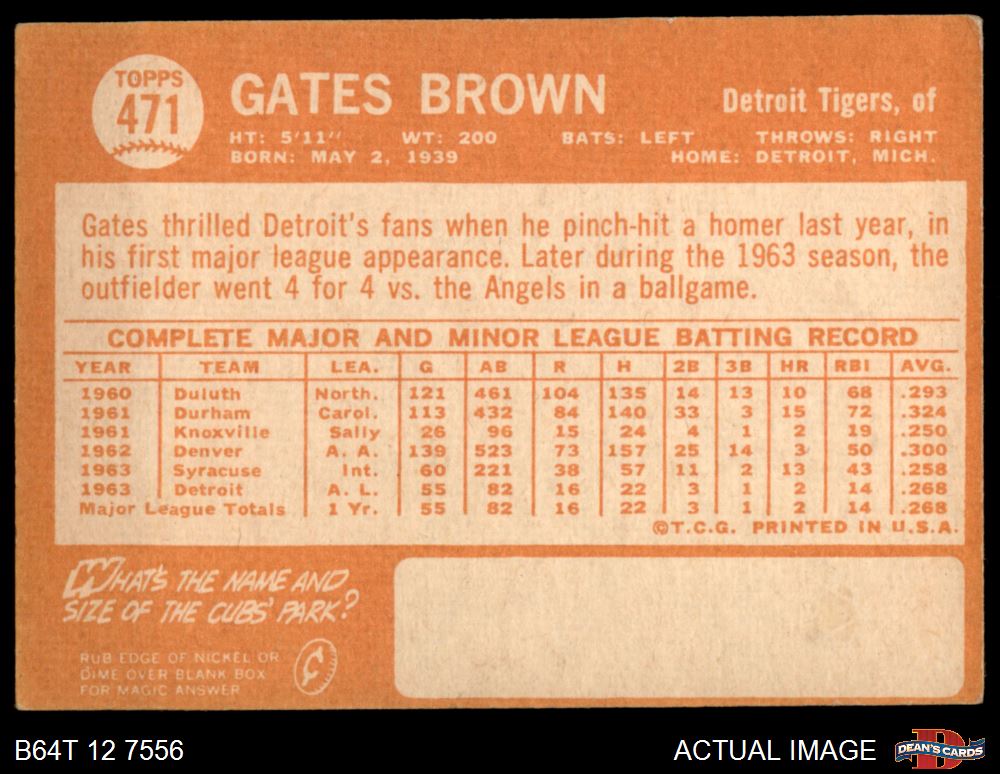 TOPPS
471
GATES BROWN
Detroit Tigers, of
HT: 5'11" WT: 200 BATS: LEFT THROWS: RIGHT
BORN: MAY 2, 1939 HOME: DETROIT, MICH.
Gates thrilled Detroit's fans when he pinch-hit a homer last year, in
his first major league appearance. Later during the 1963 season, the
outfielder went 4 for 4 vs. the Angels in a ballgame.
COMPLETE MAJOR AND MINOR LEAGUE BATTING RECORD
YEAR TEAM LEA. G AB R H 2B 3B HR RBI AVG.
1960 Duluth North. 121 461 104 135 14 13 10 68 .293
1961 Durham Carol. 113 432 84 140 33 3 15 72 .324
1961 Knoxville Sally 26 96 15 24 4 1 2 19 .250
1962 Denver A. A. 139 523 73 157 25 14 3 50 .300
1963 Syracuse Int. 60 221 38 57 11 2 13 43 .258
1963 Detroit A. L. 55 82 16 22 3 1 2 14 .268
Major League Totals 1 Yr. 55 82 16 22 3 1 2 14 .268
©T.C.G. PRINTED IN U.S.A.
WHAT'S THE NAME AND
SIZE OF THE CUBS' PARK?
RUB EDGE OF NICKEL OR
DIME OVER BLANK BOX
FOR MAGIC ANSWER
¢
B64T 12 7556
ACTUAL IMAGE
D
DEAN'S CARDS